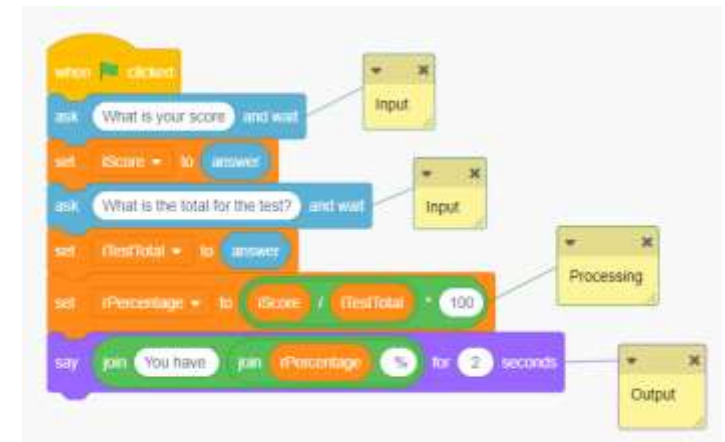 when clicked
ask What is your score and wait
Input
set iScore to answer
ask What is the total for the test? and wait
Input
set iTestTotal to answer
Processing
set rPercentage to iScore / iTestTotal * 100
say join You have join rPercentage % for 2 seconds
Output